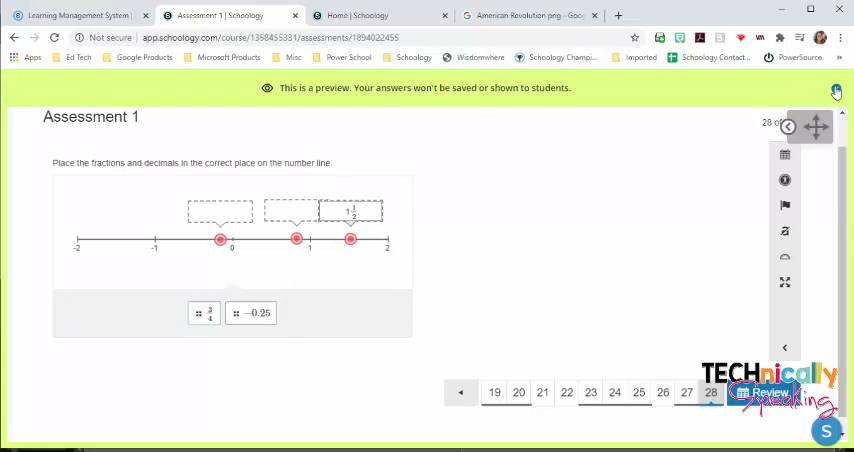 Learning Management System |
Assessment 1 | Schoology
Home | Schoology
American Revolution png - Goo
Not secure | app.schoology.com/course/1358455331/assessments/1894022455
Apps
Ed Tech
Google Products
Microsoft Products
Misc
Power School
Schoology
Wisdomwhere
Schoology Champi...
Imported
Schoology Contact...
PowerSource
»
This is a preview. Your answers won't be saved or shown to students.
Assessment 1
28 of
Place the fractions and decimals in the correct place on the number line.
1 1/2
-2 -1 0 1 2
3/4 −0.25
19 20 21 22 23 24 25 26 27 28 Review
TECHnically
Speaking
S